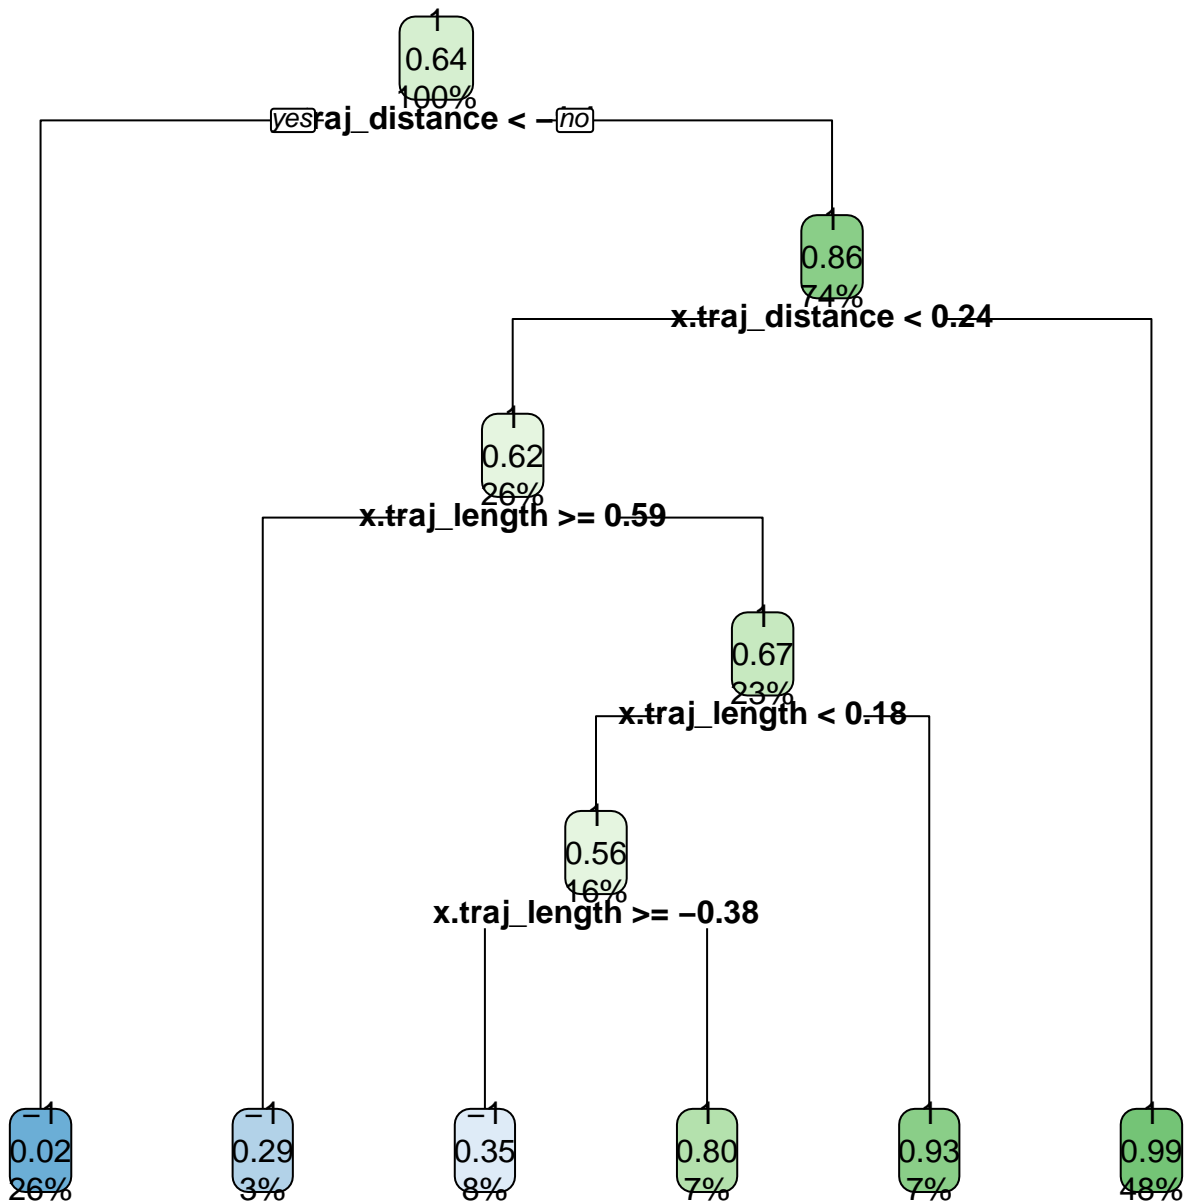 1
0.64
100%
yes raj_distance < − no
1
0.86
74%
x.traj_distance < 0.24
1
0.62
26%
x.traj_length >= 0.59
1
0.67
23%
x.traj_length < 0.18
1
0.56
16%
x.traj_length >= −0.38
−1 −1 −1 1 1 1
0.02 0.29 0.35 0.80 0.93 0.99
26% 3% 8% 7% 7% 48%